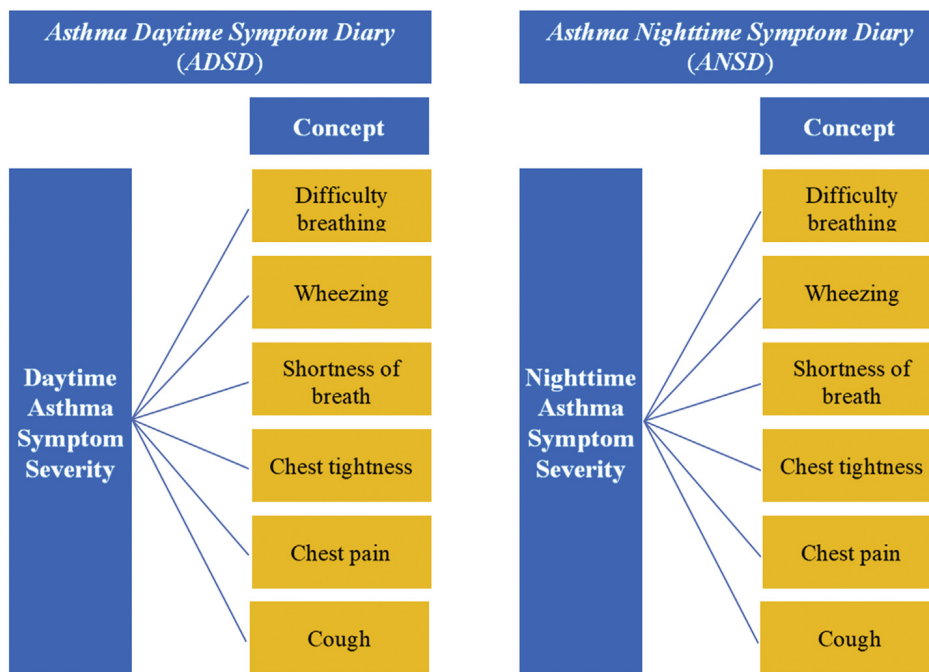 Asthma Daytime Symptom Diary
(ADSD)
Concept
Daytime
Asthma
Symptom
Severity
Difficulty
breathing
Wheezing
Shortness of
breath
Chest tightness
Chest pain
Cough
Asthma Nighttime Symptom Diary
(ANSD)
Concept
Nighttime
Asthma
Symptom
Severity
Difficulty
breathing
Wheezing
Shortness of
breath
Chest tightness
Chest pain
Cough